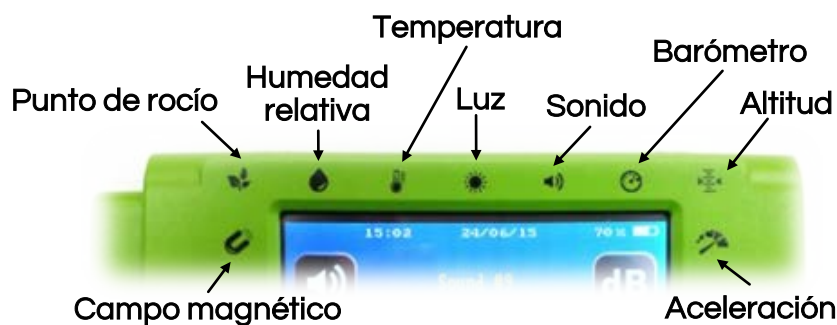 Temperatura
Barómetro
Humedad
relativa
Punto de rocío
Luz
Sonido
Altitud
15:02 24/06/15 70%
dB
Campo magnético
Aceleración